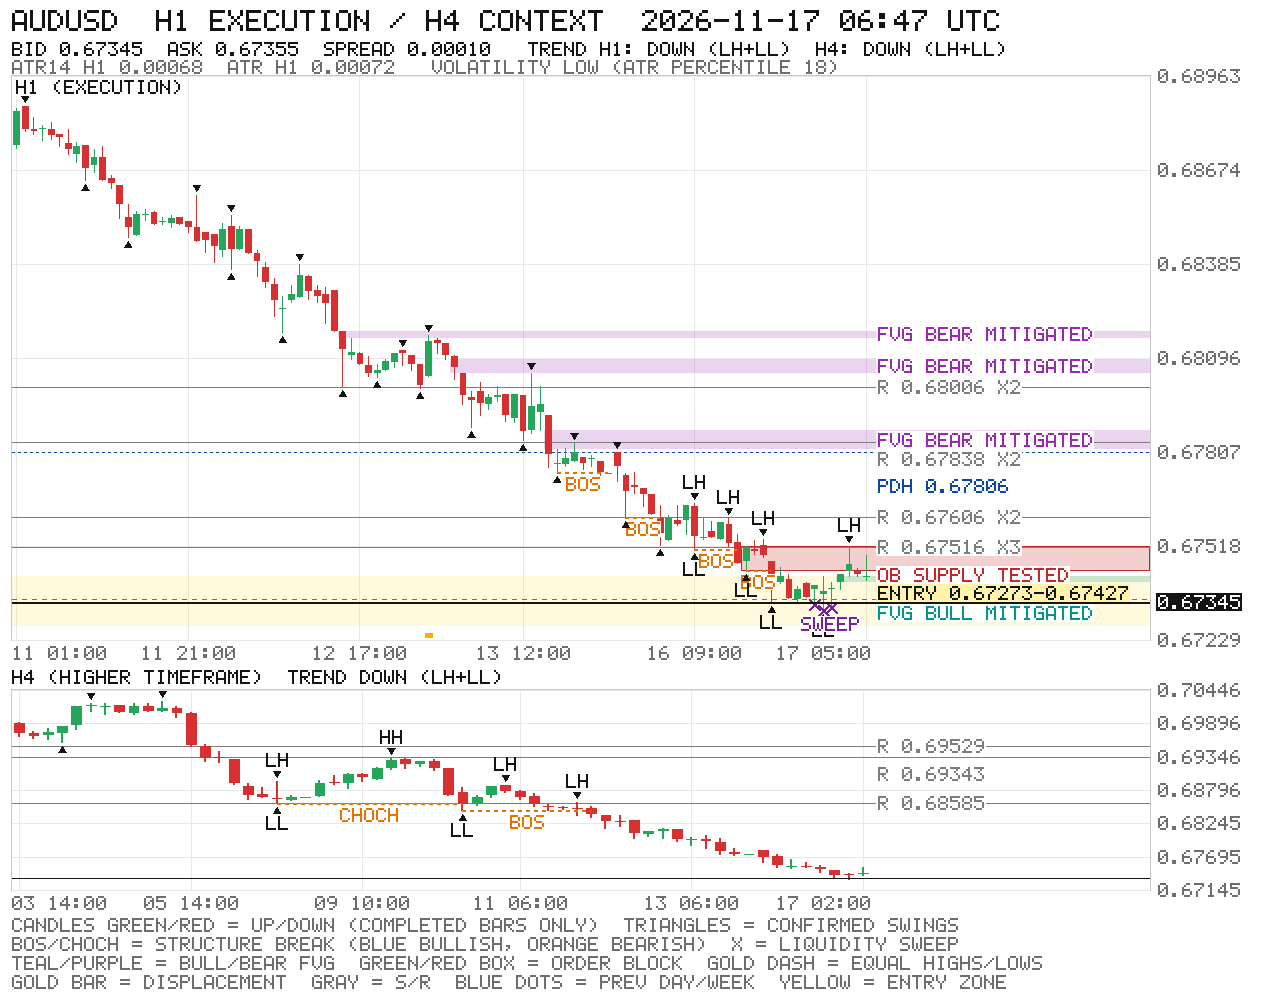 AUDUSD  H1 EXECUTION / H4 CONTEXT  2026-11-17 06:47 UTC
BID 0.67345  ASK 0.67355  SPREAD 0.00010   TREND H1: DOWN (LH+LL)  H4: DOWN (LH+LL)
ATR14 H1 0.00068  ATR H1 0.00072   VOLATILITY LOW (ATR PERCENTILE 18)
H1 (EXECUTION)
0.68963
0.68674
0.68385
FVG BEAR MITIGATED
0.68096
FVG BEAR MITIGATED
R 0.68006 X2
FVG BEAR MITIGATED
0.67807
R 0.67838 X2
BOS
LH
PDH 0.67806
LH
LH
R 0.67606 X2
LH
BOS
R 0.67516 X3
0.67518
BOS
LL
BOS
OB SUPPLY TESTED
LL
ENTRY 0.67273-0.67427
0.67345
FVG BULL MITIGATED
LL
SWEEP
LL
0.67229
11 01:00  11 21:00  12 17:00  13 12:00  16 09:00  17 05:00
H4 (HIGHER TIMEFRAME)  TREND DOWN (LH+LL)
0.70446
0.69896
HH
R 0.69529
LH
0.69346
LH
R 0.69343
LH
0.68796
R 0.68585
CHOCH
LL
BOS
LL
0.68245
0.67695
0.67145
03 14:00  05 14:00  09 10:00  11 06:00  13 06:00  17 02:00
CANDLES GREEN/RED = UP/DOWN (COMPLETED BARS ONLY)  TRIANGLES = CONFIRMED SWINGS
BOS/CHOCH = STRUCTURE BREAK (BLUE BULLISH, ORANGE BEARISH)  X = LIQUIDITY SWEEP
TEAL/PURPLE = BULL/BEAR FVG  GREEN/RED BOX = ORDER BLOCK  GOLD DASH = EQUAL HIGHS/LOWS
GOLD BAR = DISPLACEMENT  GRAY = S/R  BLUE DOTS = PREV DAY/WEEK  YELLOW = ENTRY ZONE